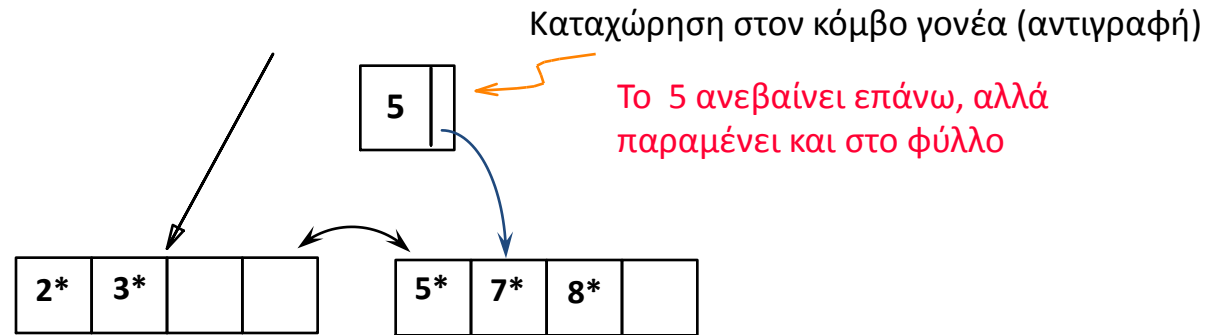 Καταχώρηση στον κόμβο γονέα (αντιγραφή)
5
Το 5 ανεβαίνει επάνω, αλλά
παραμένει και στο φύλλο
2* 3* 5* 7* 8*